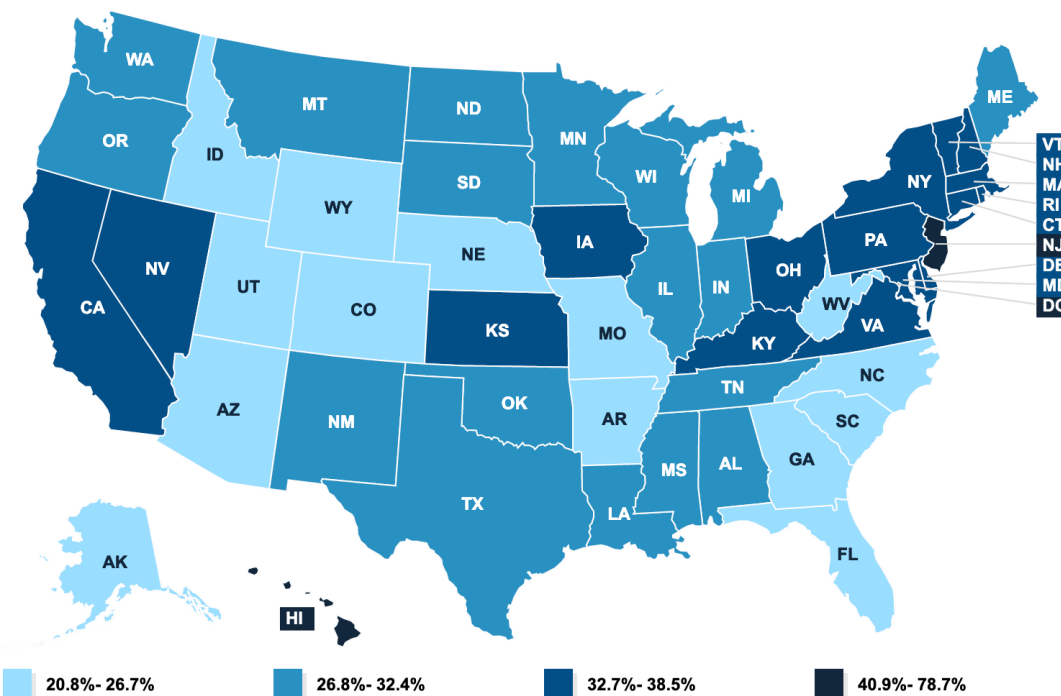 WA
MT
ND
MN
ME
OR
ID
SD
WI
MI
NY
VT
NH
MA
RI
CT
NJ
DE
DC
WY
NE
IA
PA
NV
UT
CO
IL
IN
OH
WV
VA
CA
KS
MO
KY
AZ
NM
OK
AR
TN
NC
SC
TX
LA
MS
AL
GA
FL
AK
HI
20.8%- 26.7%
26.8%- 32.4%
32.7%- 38.5%
40.9%- 78.7%